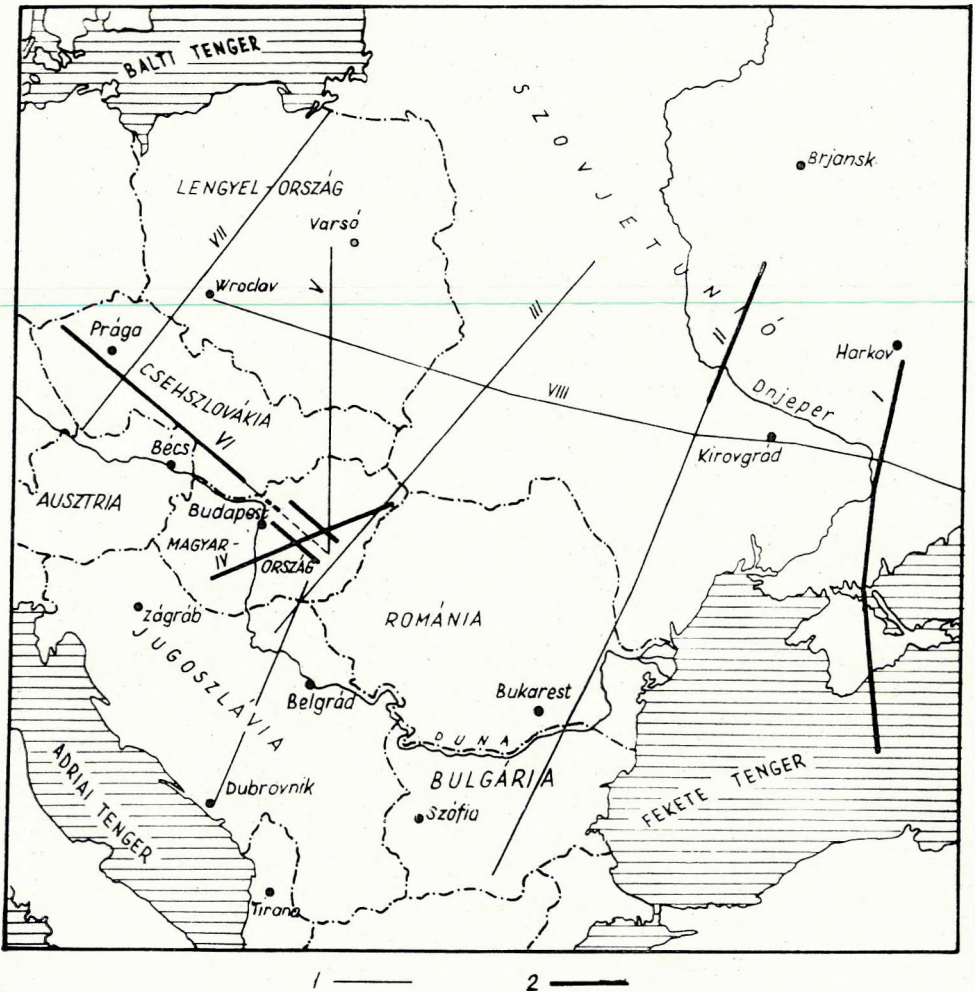 BALTI TENGER
SZOVJETUNIÓ
Brjansk
LENGYEL-ORSZÁG
VII
Varsó
V
Wroclav
III
II
Prága
Harkov
I
CSEHSZLOVÁKIA
VIII
Dnjeper
VI
Bécs
Kirovgrád
AUSZTRIA
Budapest
MAGYAR-
IV
ORSZÁG
Zágráb
ROMÁNIA
JUGOSZLAVIA
Belgrád
Bukarest
DUNA
ADRIAI TENGER
BULGÁRIA
FEKETE TENGER
Dubrovnik
Szófia
Tirana
1
2